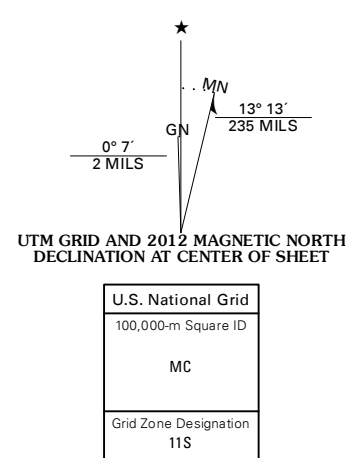 ★
MN
13° 13´
235 MILS
GN
0° 7´
2 MILS
UTM GRID AND 2012 MAGNETIC NORTH
DECLINATION AT CENTER OF SHEET
U.S. National Grid
100,000-m Square ID
MC
Grid Zone Designation
11S